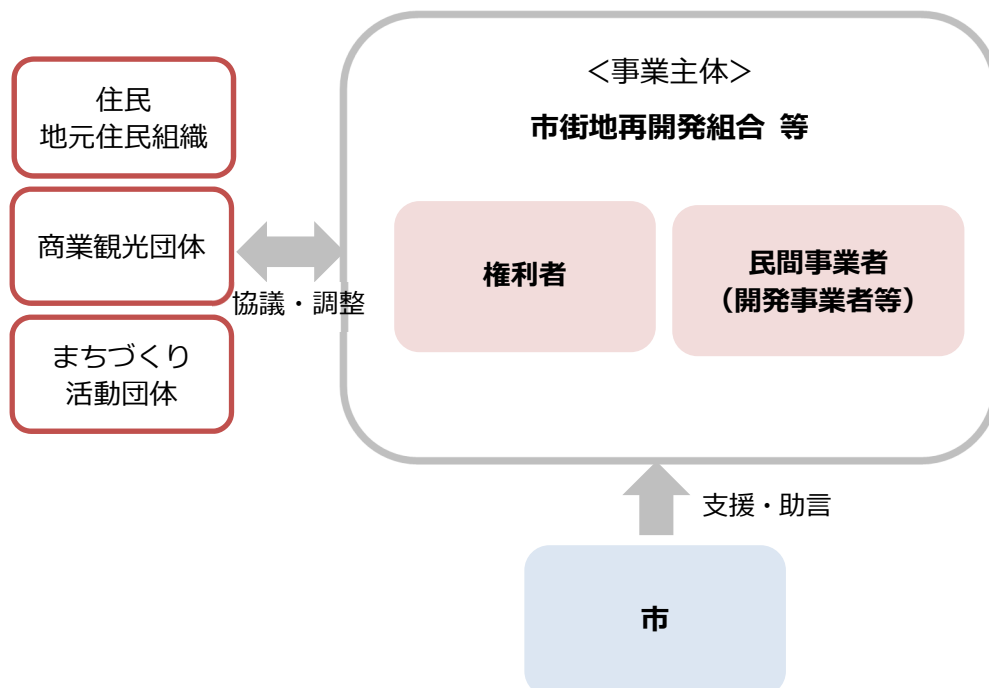 住民
地元住民組織
商業観光団体
まちづくり
活動団体
協議・調整
＜事業主体＞
市街地再開発組合 等
権利者
民間事業者
（開発事業者等）
支援・助言
市